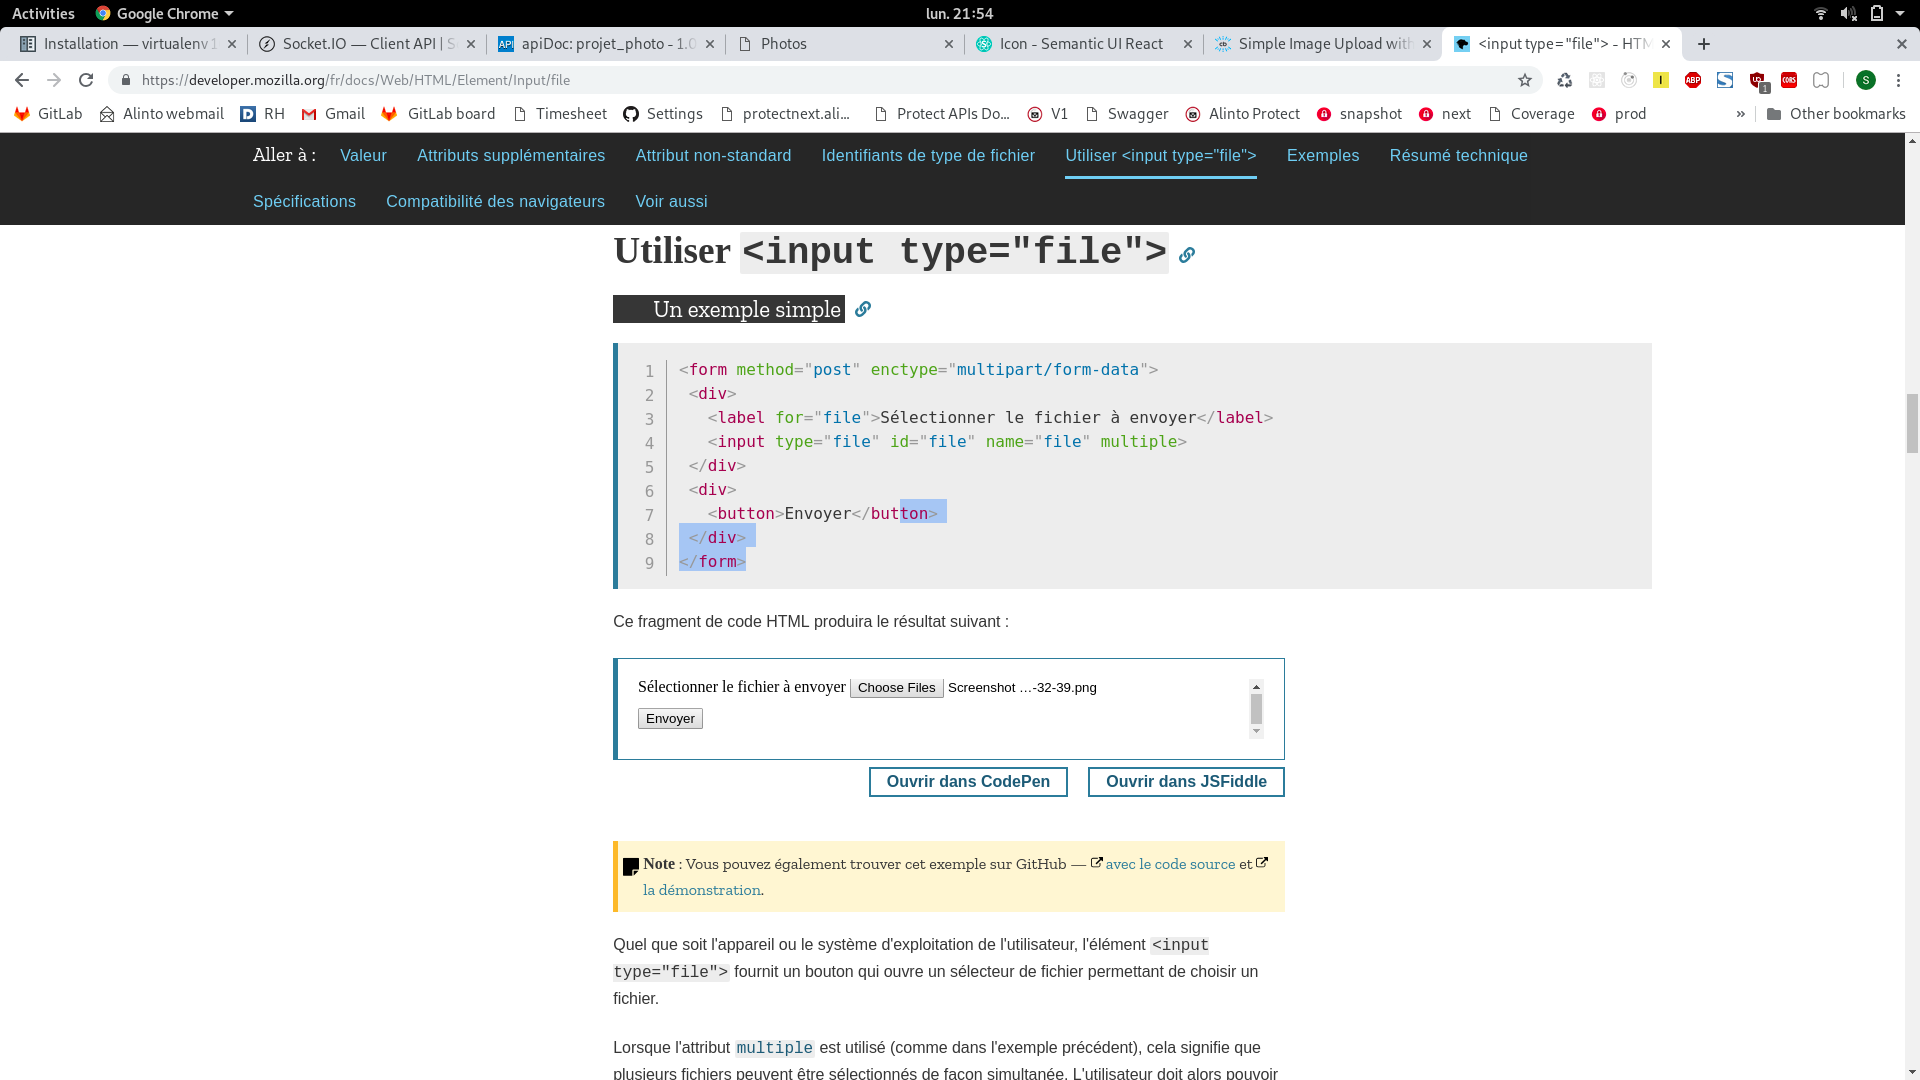 Activities Google Chrome lun. 21:54
Installation — virtualenv 1 Socket.IO — Client API | S apiDoc: projet_photo - 1.0 Photos Icon - Semantic UI React Simple Image Upload with <input type="file"> - HTM
https://developer.mozilla.org/fr/docs/Web/HTML/Element/Input/file ABP 1 CORS S
GitLab Alinto webmail RH Gmail GitLab board Timesheet Settings protectnext.ali... Protect APIs Do... V1 Swagger Alinto Protect snapshot next Coverage prod » Other bookmarks
Aller à : Valeur Attributs supplémentaires Attribut non-standard Identifiants de type de fichier Utiliser <input type="file"> Exemples Résumé technique
Spécifications Compatibilité des navigateurs Voir aussi
Utiliser <input type="file">
Un exemple simple
1 <form method="post" enctype="multipart/form-data">
2 <div>
3 <label for="file">Sélectionner le fichier à envoyer</label>
4 <input type="file" id="file" name="file" multiple>
5 </div>
6 <div>
7 <button>Envoyer</button>
8 </div>
9 </form>
Ce fragment de code HTML produira le résultat suivant :
Sélectionner le fichier à envoyer Choose Files Screenshot …-32-39.png
Envoyer
Ouvrir dans CodePen Ouvrir dans JSFiddle
Note : Vous pouvez également trouver cet exemple sur GitHub — avec le code source et
la démonstration.
Quel que soit l'appareil ou le système d'exploitation de l'utilisateur, l'élément <input
type="file"> fournit un bouton qui ouvre un sélecteur de fichier permettant de choisir un
fichier.
Lorsque l'attribut multiple est utilisé (comme dans l'exemple précédent), cela signifie que
plusieurs fichiers peuvent être sélectionnés de façon simultanée. L'utilisateur doit alors pouvoir